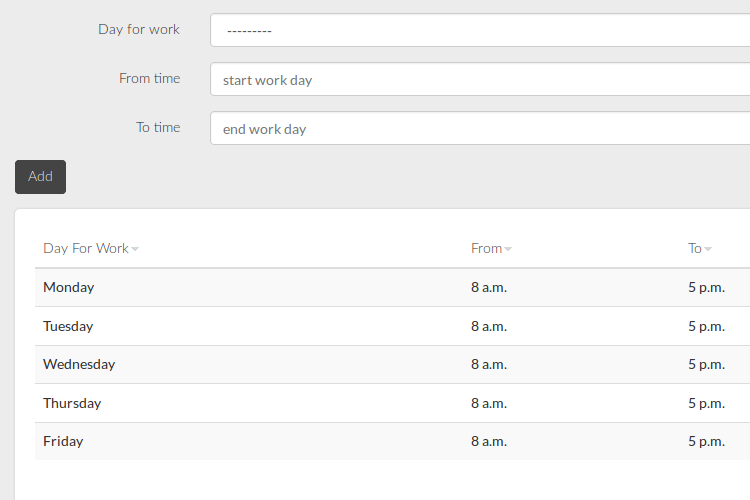 Day for work ---------
From time start work day
To time end work day
Add
Day For Work From To
Monday 8 a.m. 5 p.m.
Tuesday 8 a.m. 5 p.m.
Wednesday 8 a.m. 5 p.m.
Thursday 8 a.m. 5 p.m.
Friday 8 a.m. 5 p.m.